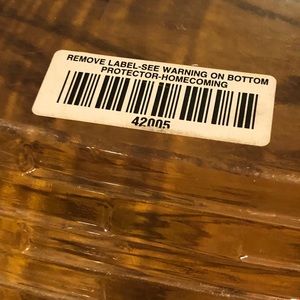 REMOVE LABEL-SEE WARNING ON BOTTOM
PROTECTOR-HOMECOMING
42005